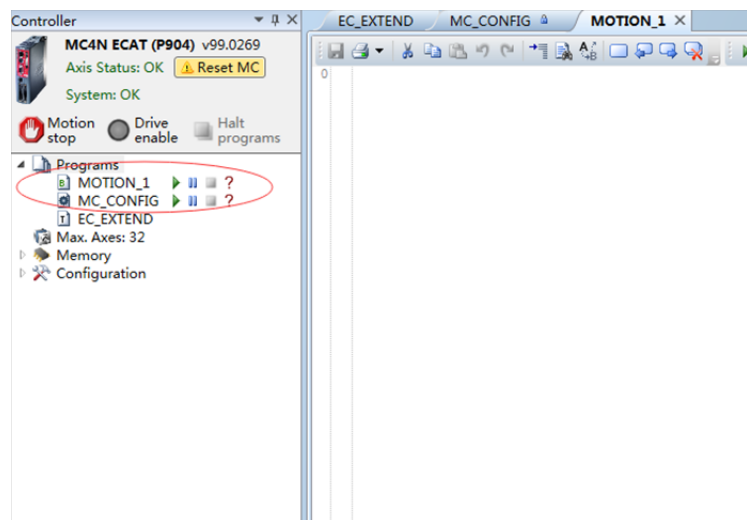 Controller
EC_EXTEND
MC_CONFIG
MOTION_1
MC4N ECAT (P904) v99.0269
Axis Status: OK
Reset MC
System: OK
Motion stop
Drive enable
Halt programs
0
Programs
MOTION_1 ?
MC_CONFIG ?
EC_EXTEND
Max. Axes: 32
Memory
Configuration